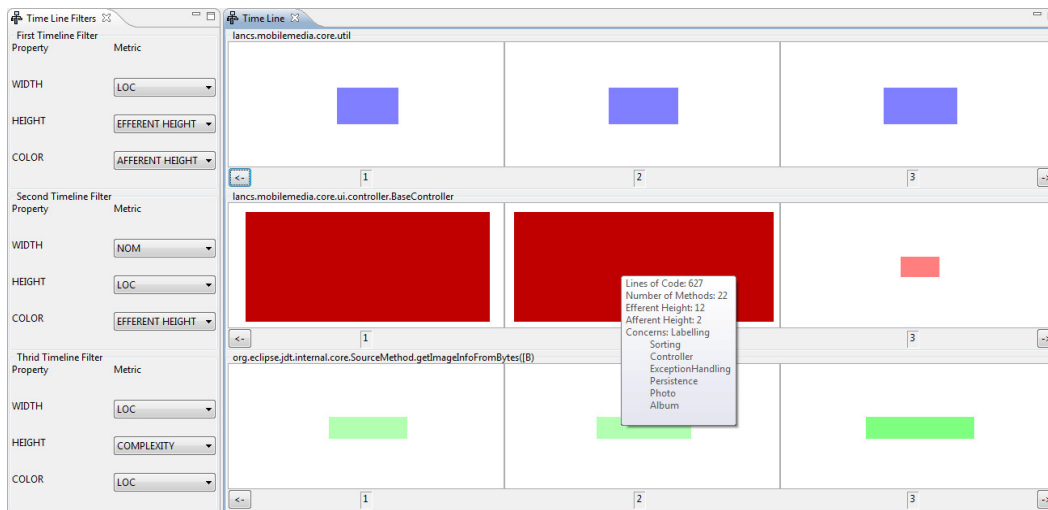 Time Line Filters
First Timeline Filter
Property Metric
WIDTH LOC
HEIGHT EFFERENT HEIGHT
COLOR AFFERENT HEIGHT
Second Timeline Filter
Property Metric
WIDTH NOM
HEIGHT LOC
COLOR EFFERENT HEIGHT
Thrid Timeline Filter
Property Metric
WIDTH LOC
HEIGHT COMPLEXITY
COLOR LOC
Time Line
lancs.mobilemedia.core.util
<- 1 2 3 ->
lancs.mobilemedia.core.ui.controller.BaseController
Lines of Code: 627
Number of Methods: 22
Efferent Height: 12
Afferent Height: 2
Concerns: Labelling
Sorting
Controller
ExceptionHandling
Persistence
Photo
Album
<- 1 3 ->
org.eclipse.jdt.internal.core.SourceMethod.getImageInfoFromBytes([B)
<- 1 2 3 ->